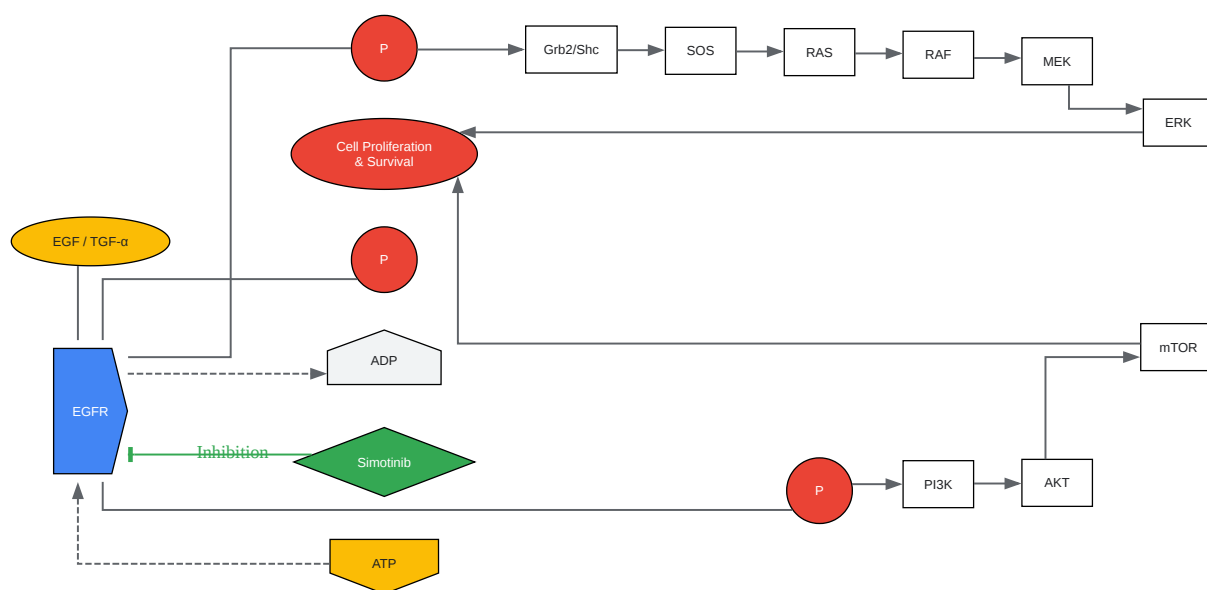 P
Grb2/Shc
SOS
RAS
RAF
MEK
ERK
Cell Proliferation
& Survival
EGF / TGF-α
P
mTOR
ADP
EGFR
Inhibition
Simotinib
P
PI3K
AKT
ATP